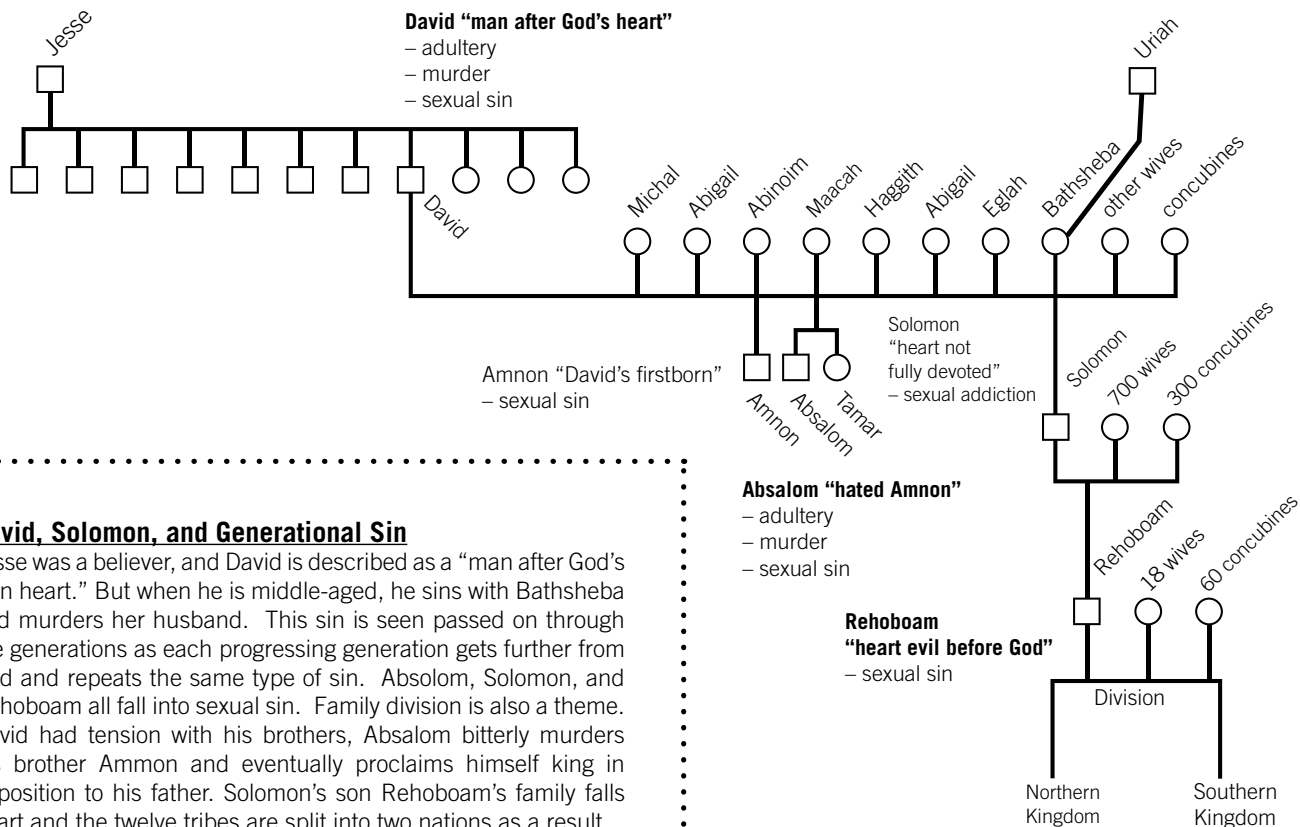 Jesse
David “man after God’s heart”
– adultery
– murder
– sexual sin
Uriah
David
Michal
Abigail
Abinoim
Maacah
Haggith
Abigail
Eglah
Bathsheba
other wives
concubines
Amnon “David’s firstborn”
– sexual sin
Amnon
Absalom
Tamar
Solomon
“heart not
fully devoted”
– sexual addiction
Solomon
700 wives
300 concubines
Absalom “hated Amnon”
– adultery
– murder
– sexual sin
Rehoboam
“heart evil before God”
– sexual sin
Rehoboam
18 wives
60 concubines
Division
Northern
Kingdom
Southern
Kingdom
vid, Solomon, and Generational Sin
sse was a believer, and David is described as a “man after God’s
n heart.” But when he is middle-aged, he sins with Bathsheba
d murders her husband. This sin is seen passed on through
e generations as each progressing generation gets further from
d and repeats the same type of sin. Absolom, Solomon, and
hoboam all fall into sexual sin. Family division is also a theme.
vid had tension with his brothers, Absalom bitterly murders
s brother Ammon and eventually proclaims himself king in
position to his father. Solomon’s son Rehoboam’s family falls
art and the twelve tribes are split into two nations as a result.